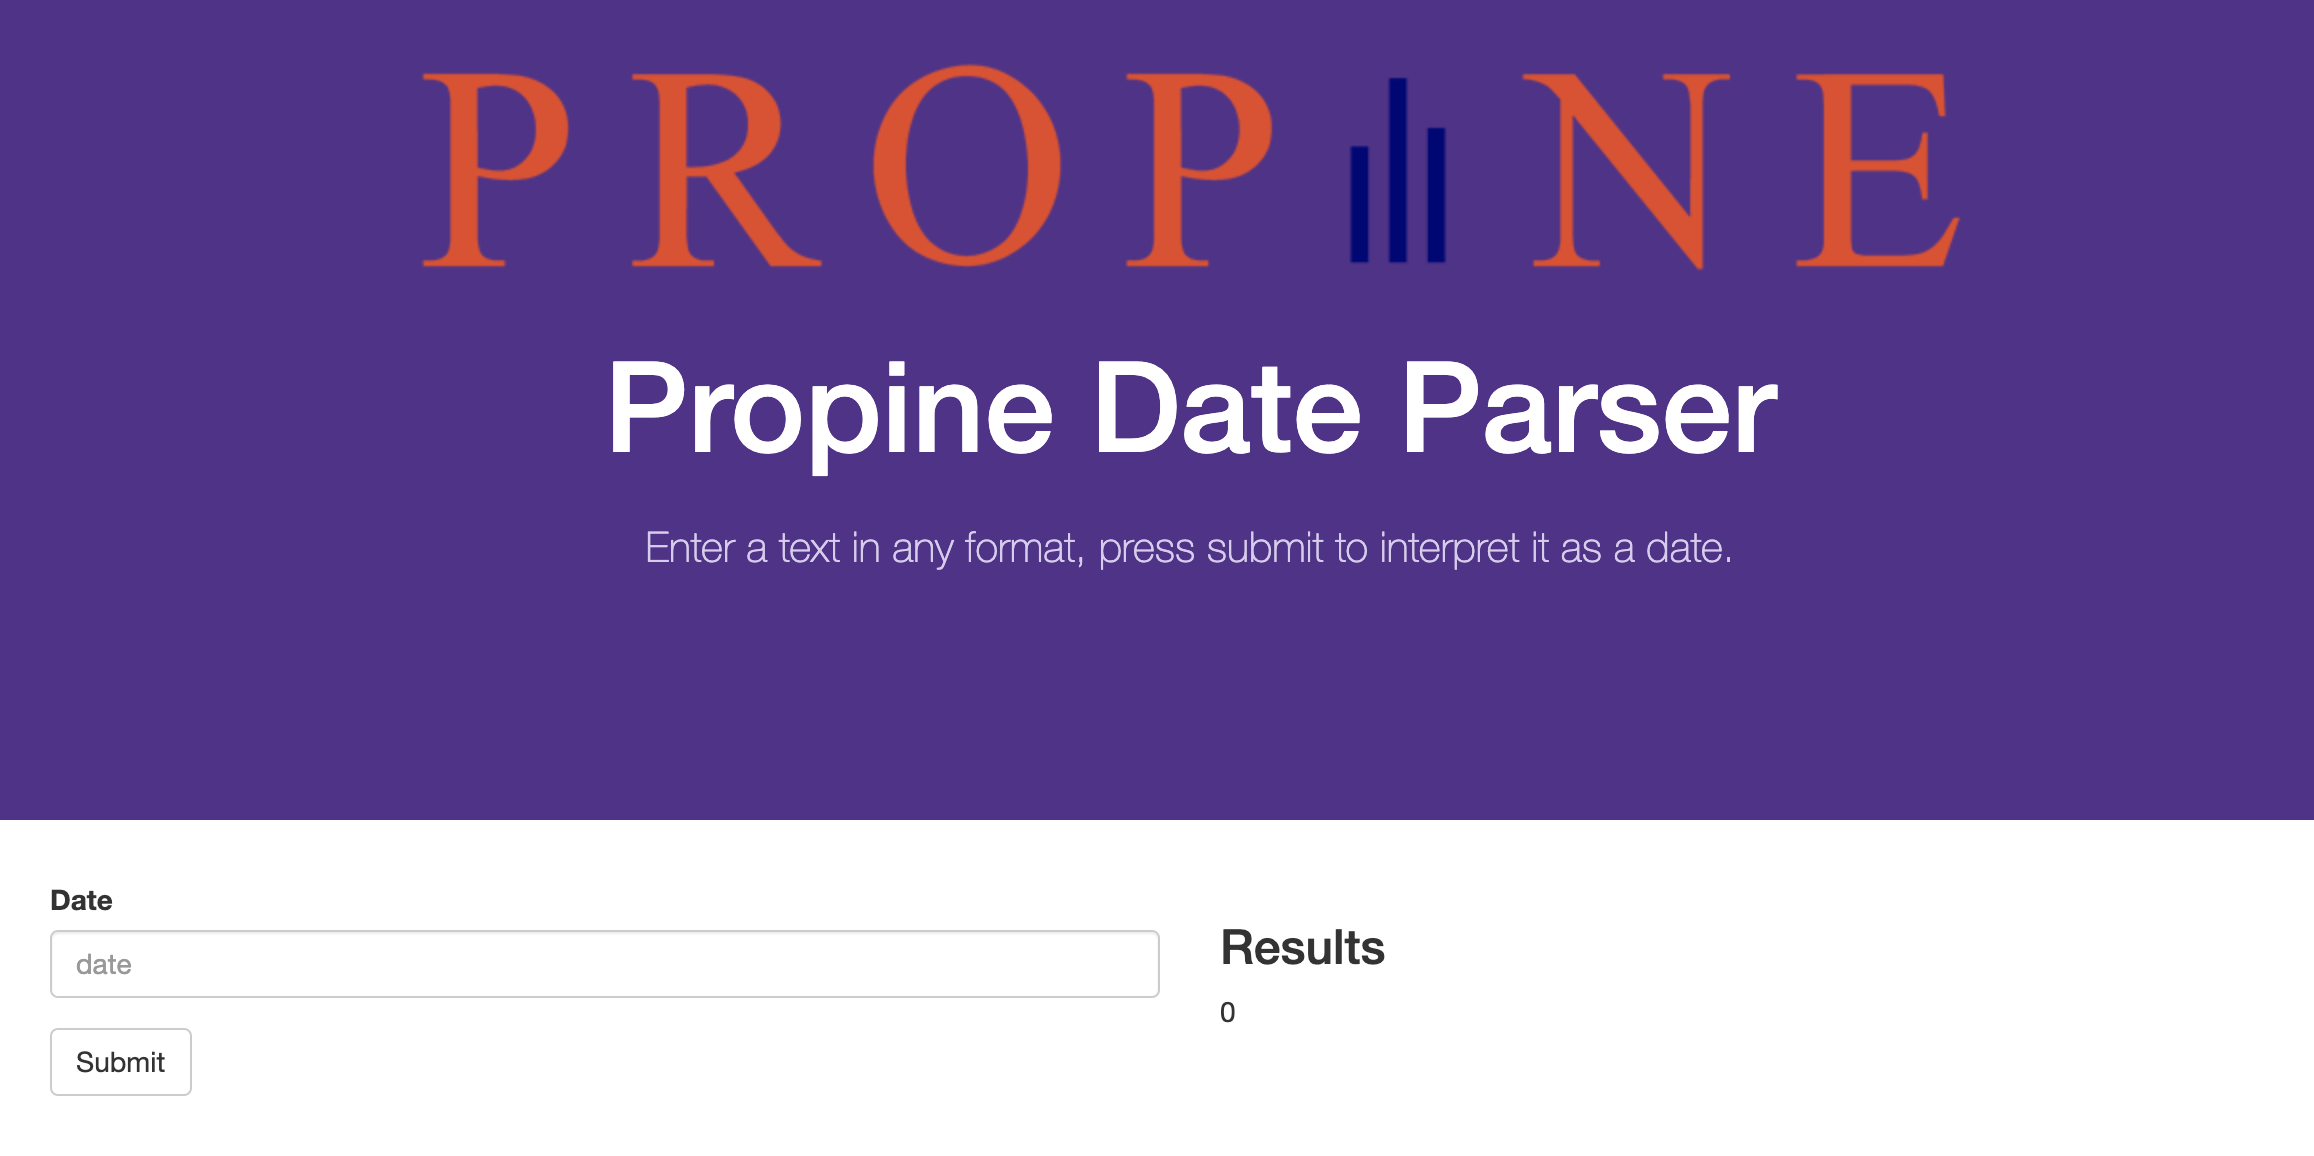 PROPINE
Propine Date Parser
Enter a text in any format, press submit to interpret it as a date.
Date
date
Submit
Results
0